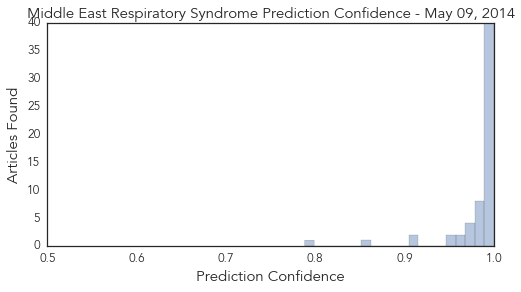 Middle East Respiratory Syndrome Prediction Confidence - May 09, 2014
40
35
30
25
20
15
10
5
0
Articles Found
0.5 0.6 0.7 0.8 0.9 1.0
Prediction Confidence